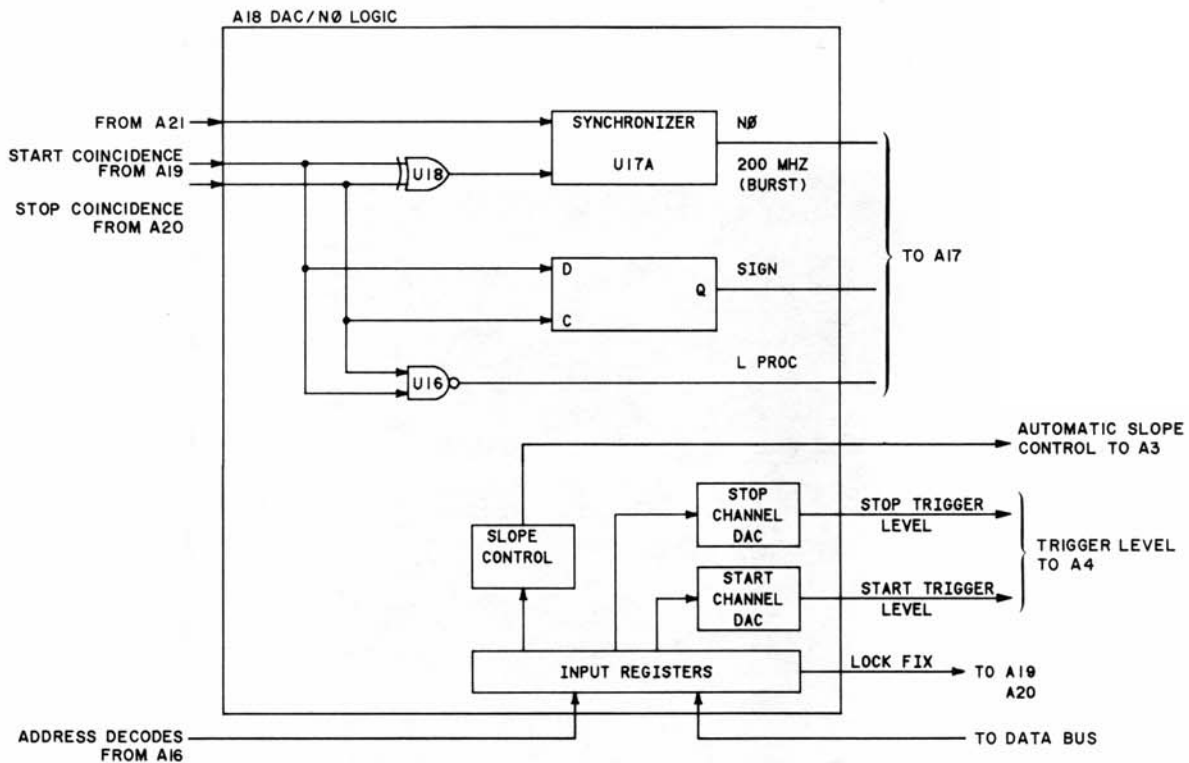 A18 DAC/NØ LOGIC
FROM A21
START COINCIDENCE
FROM A19
STOP COINCIDENCE
FROM A20
U18
SYNCHRONIZER
U17A
NØ
200 MHZ
(BURST)
D
C
Q
SIGN
TO A17
U16
L PROC
AUTOMATIC SLOPE
CONTROL TO A3
SLOPE
CONTROL
STOP
CHANNEL
DAC
STOP TRIGGER
LEVEL
START
CHANNEL
DAC
START TRIGGER
LEVEL
TRIGGER LEVEL
TO A4
INPUT REGISTERS
LOCK FIX
TO A19
A20
ADDRESS DECODES
FROM A16
TO DATA BUS